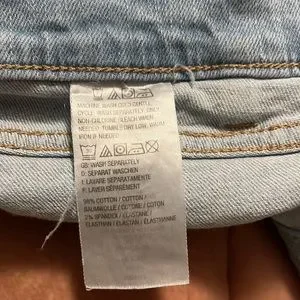 MACHINE WASH COLD GENTLE
CYCLE. WASH SEPARATELY. ONLY
NON-CHLORINE BLEACH WHEN
NEEDED. TUMBLE DRY LOW. WARM
IRON IF NEEDED.
GB: WASH SEPARATELY
D: SEPARAT WASCHEN
I: LAVARE SEPARATAMENTE
F: LAVER SÉPARÉMENT
98% COTTON / COTTON /
BAUMWOLLE / COTONE / COTON
2% SPANDEX / ELASTANE /
ELASTAN / ELASTAN / ÉLASTHANNE